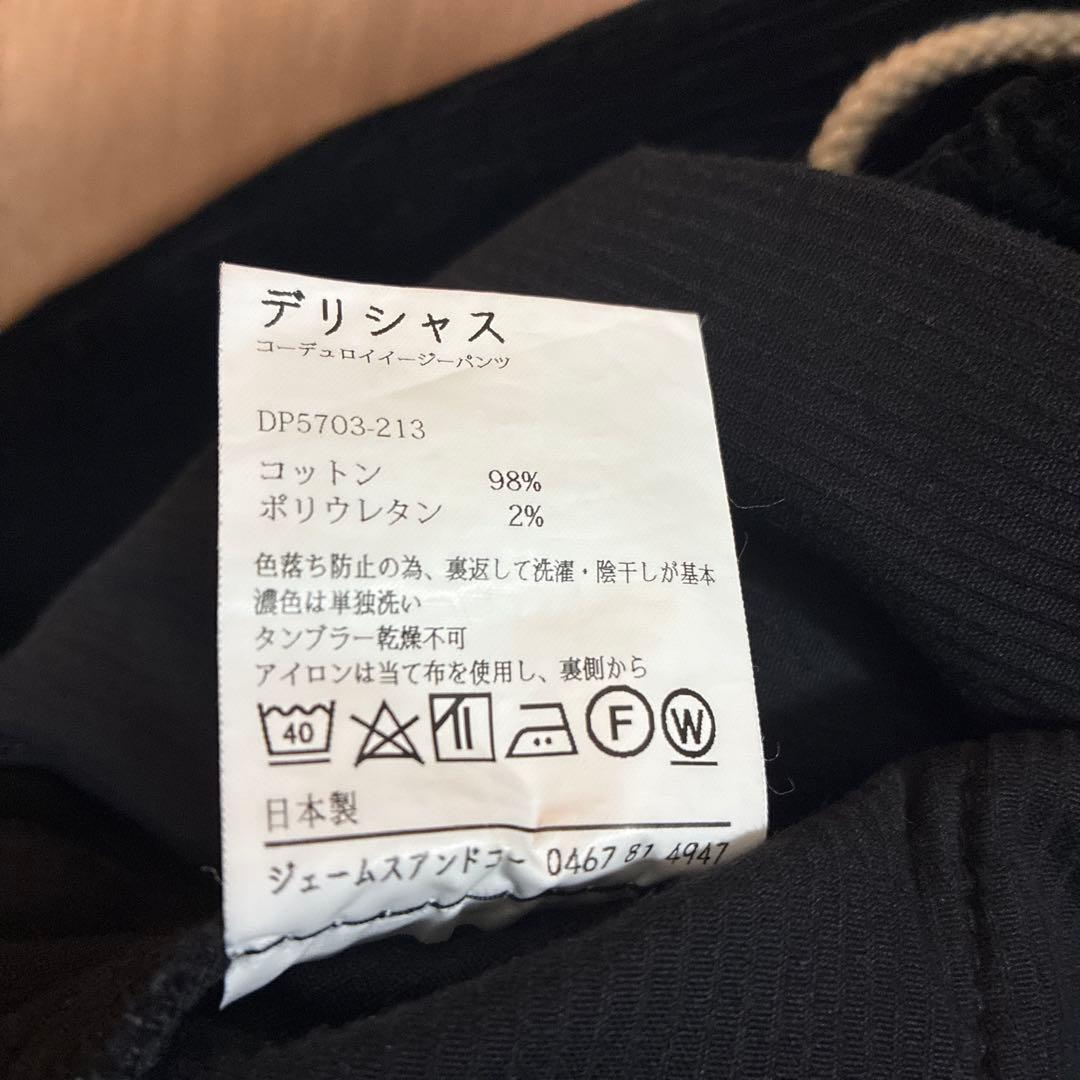 デリシャス
コーデュロイイージーパンツ
DP5703-213
コットン 98%
ポリウレタン 2%
色落ち防止の為、裏返して洗濯・陰干しが基本
濃色は単独洗い
タンブラー乾燥不可
アイロンは当て布を使用し、裏側から
40 F W
日本製
ジェームスアンドコー 0467 81 4947